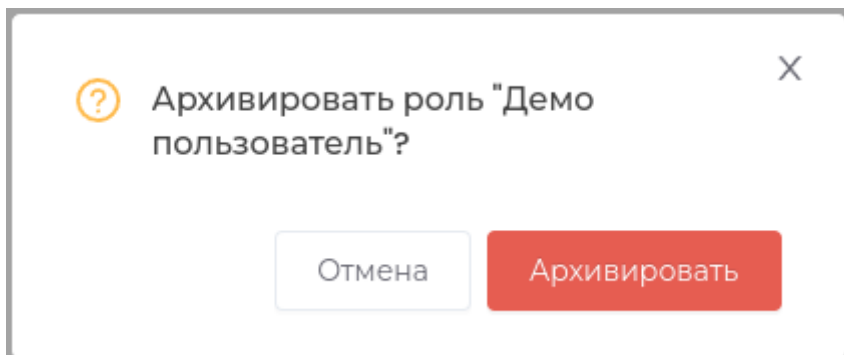 Архивировать роль "Демо
пользователь"?
Отмена
Архивировать